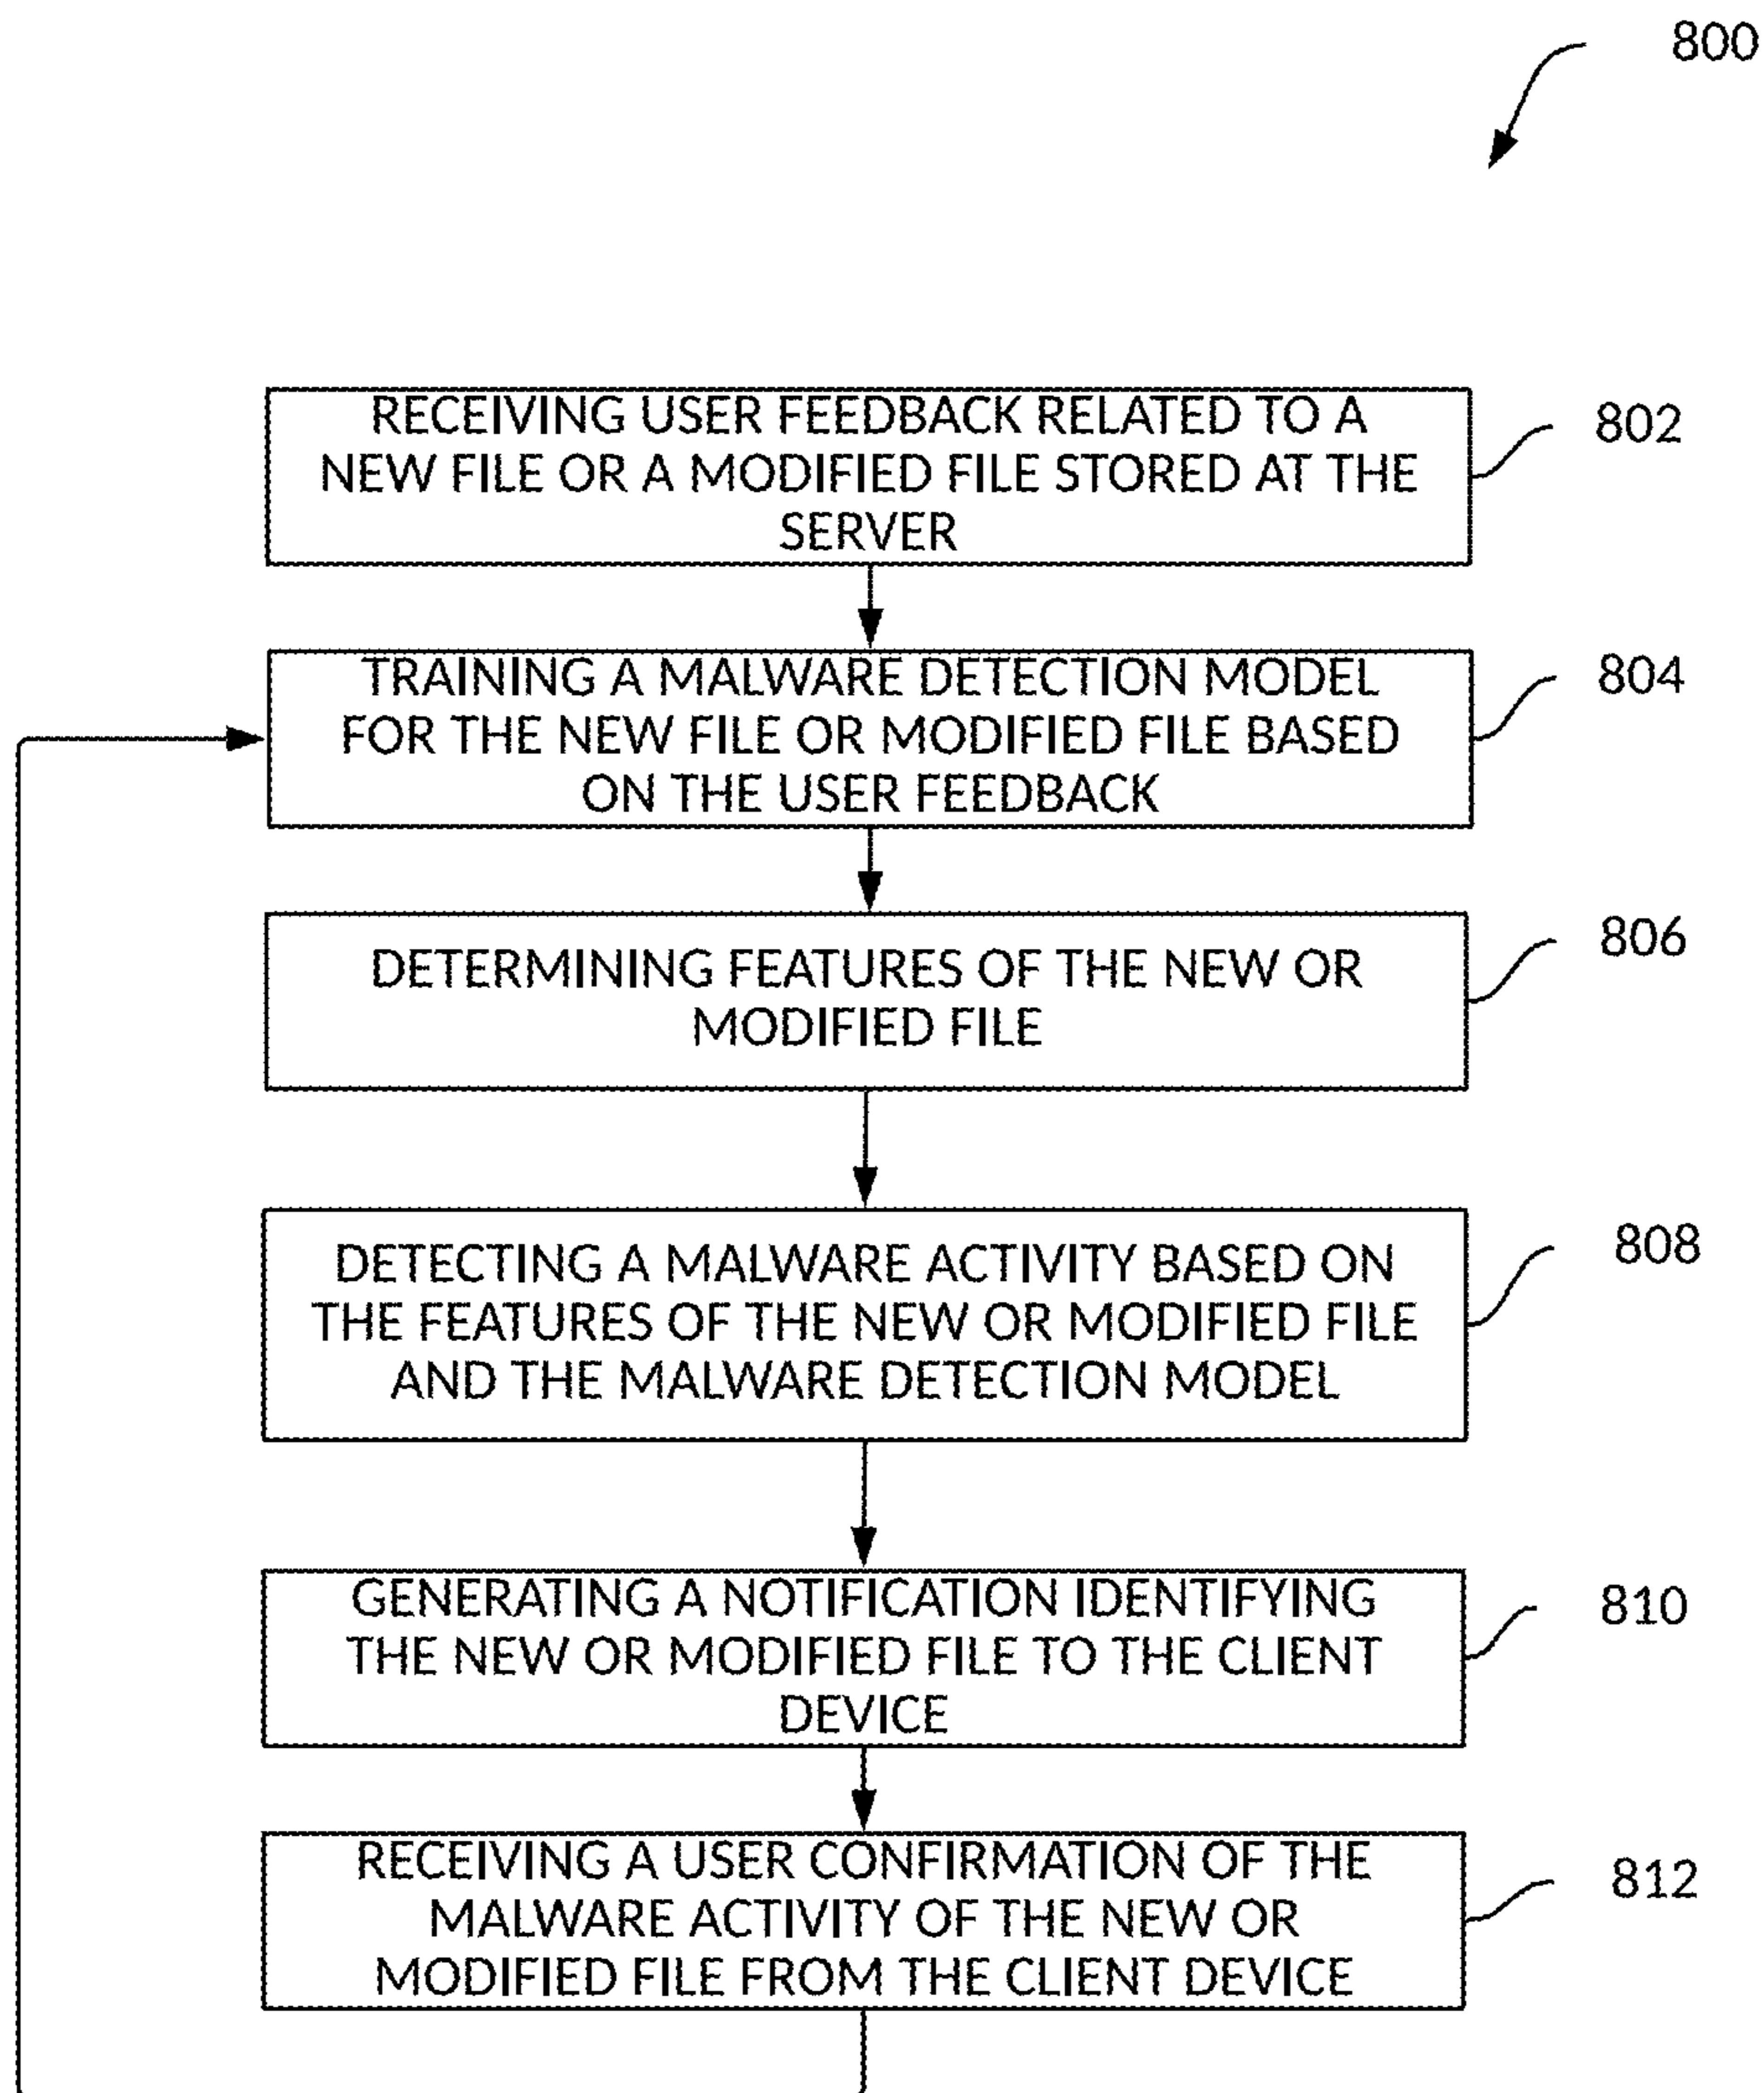 800
RECEIVING USER FEEDBACK RELATED TO A
NEW FILE OR A MODIFIED FILE STORED AT THE
SERVER
802
TRAINING A MALWARE DETECTION MODEL
FOR THE NEW FILE OR MODIFIED FILE BASED
ON THE USER FEEDBACK
804
DETERMINING FEATURES OF THE NEW OR
MODIFIED FILE
806
DETECTING A MALWARE ACTIVITY BASED ON
THE FEATURES OF THE NEW OR MODIFIED FILE
AND THE MALWARE DETECTION MODEL
808
GENERATING A NOTIFICATION IDENTIFYING
THE NEW OR MODIFIED FILE TO THE CLIENT
DEVICE
810
RECEIVING A USER CONFIRMATION OF THE
MALWARE ACTIVITY OF THE NEW OR
MODIFIED FILE FROM THE CLIENT DEVICE
812